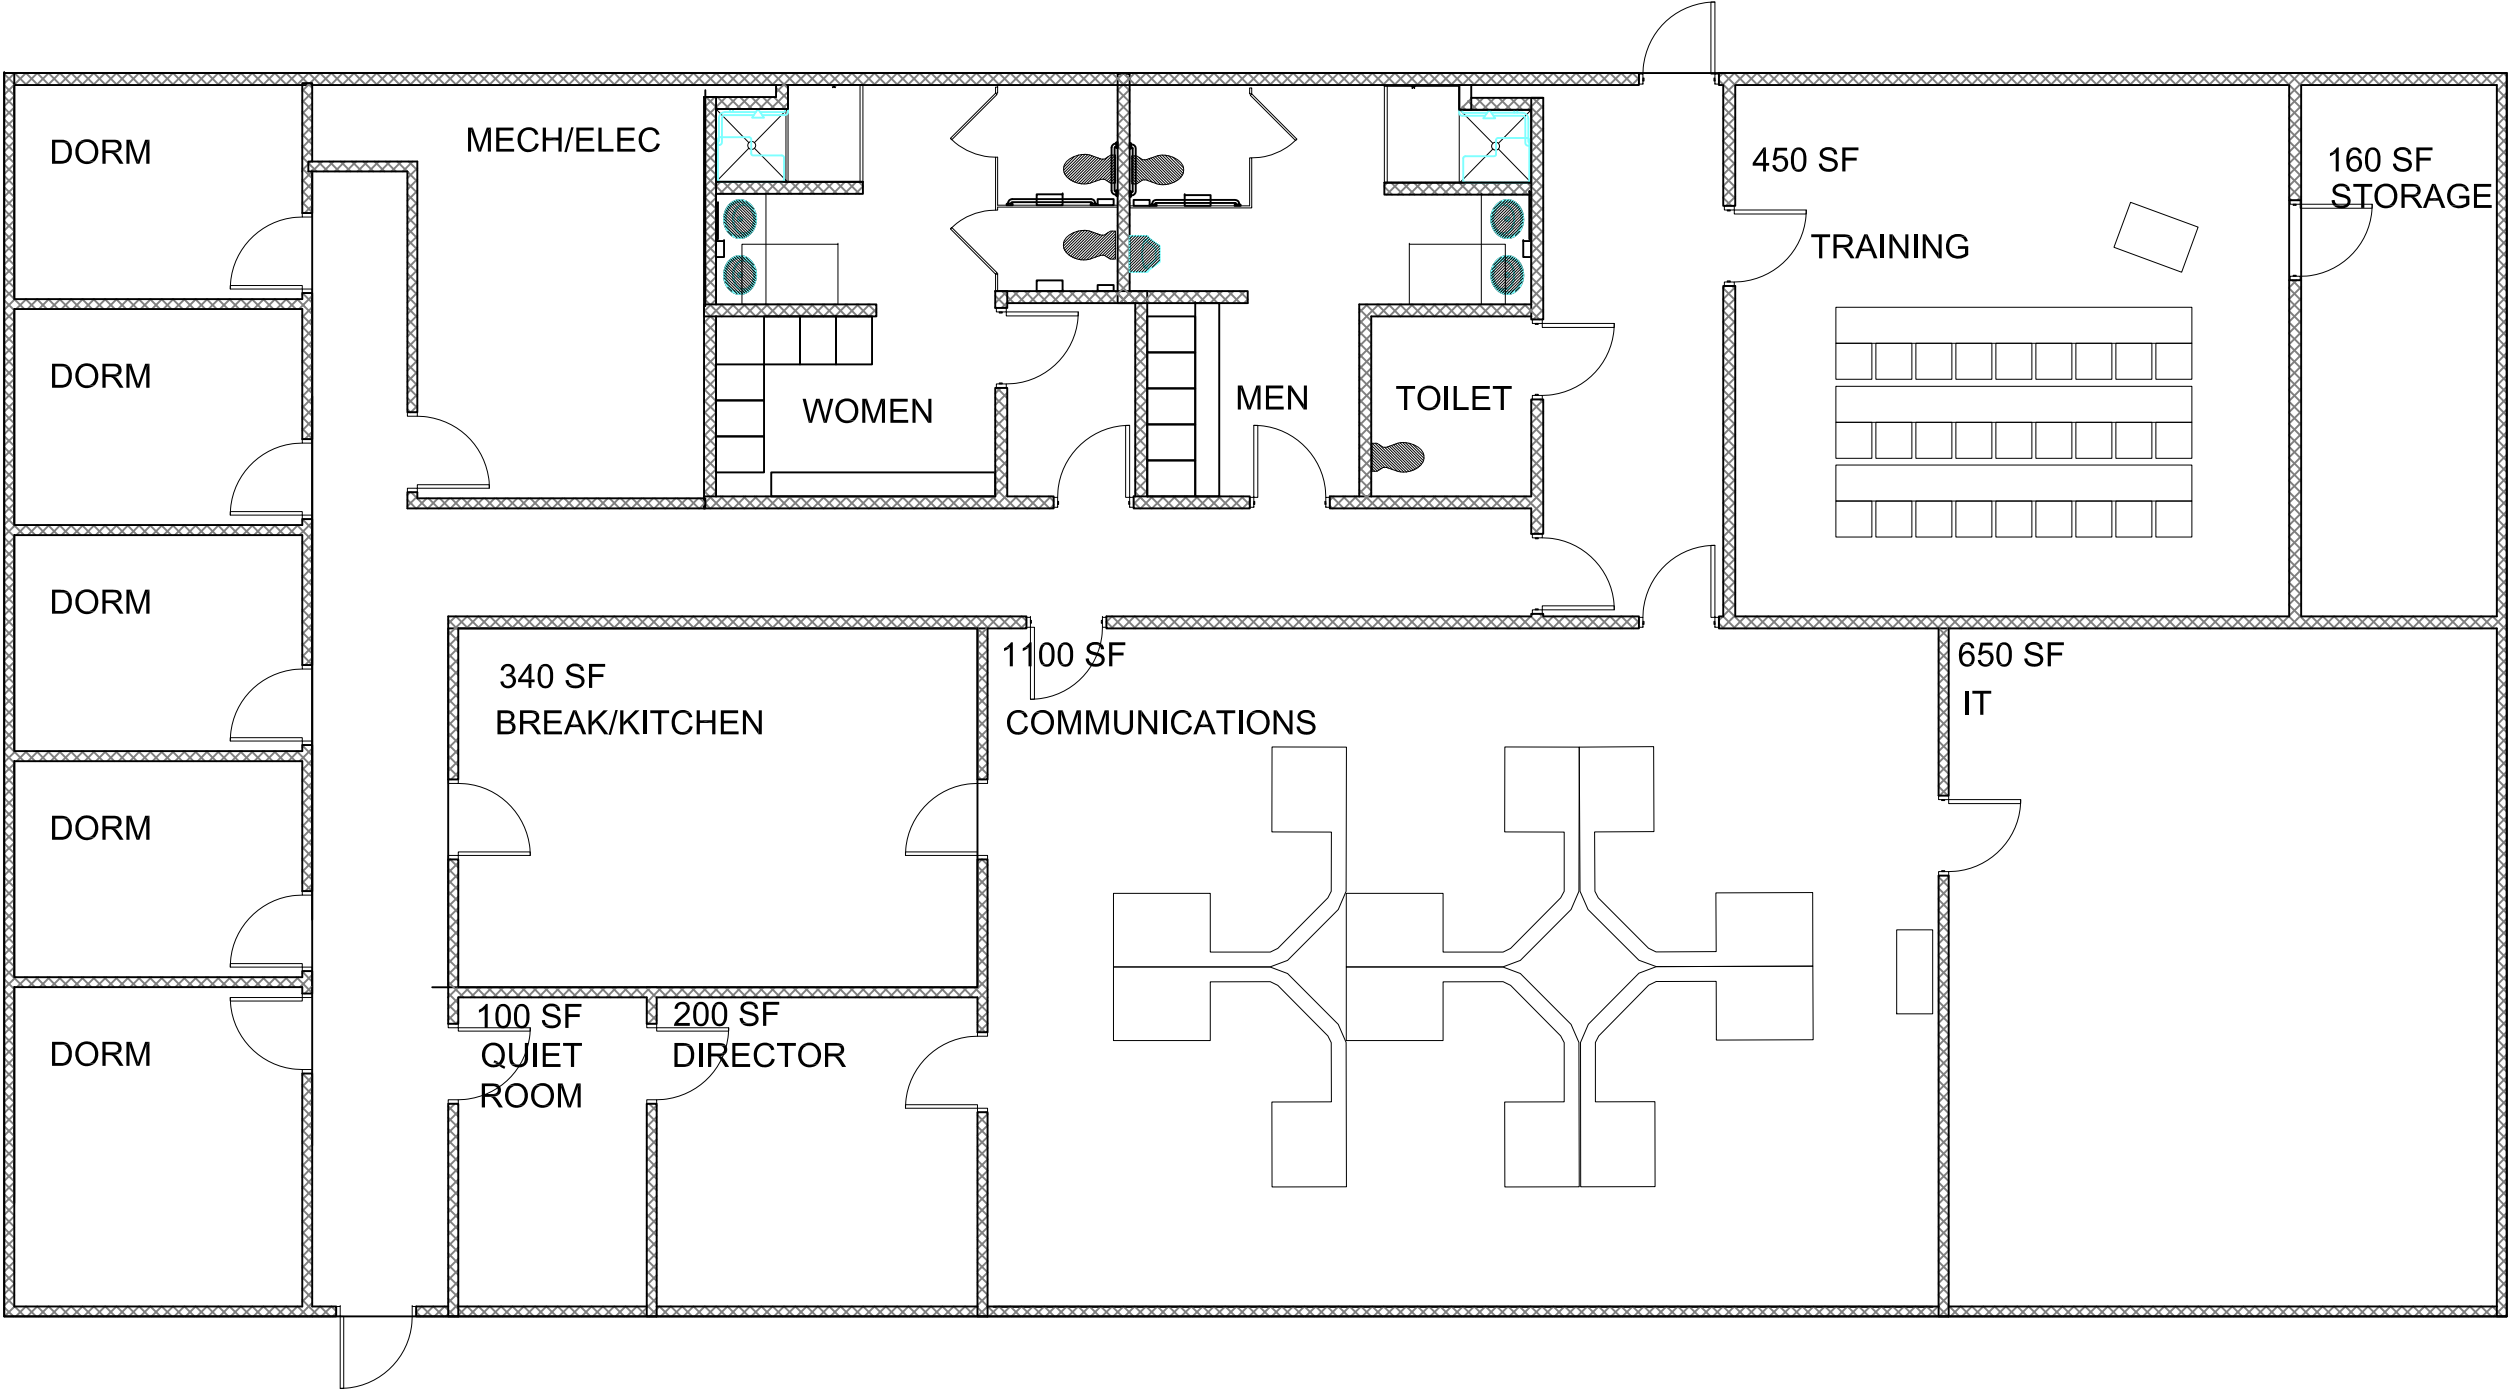 DORM
MECH/ELEC
450 SF
TRAINING
160 SF
STORAGE
DORM
WOMEN
MEN
TOILET
DORM
340 SF
BREAK/KITCHEN
1100 SF
COMMUNICATIONS
650 SF
IT
DORM
100 SF
QUIET
ROOM
200 SF
DIRECTOR
DORM